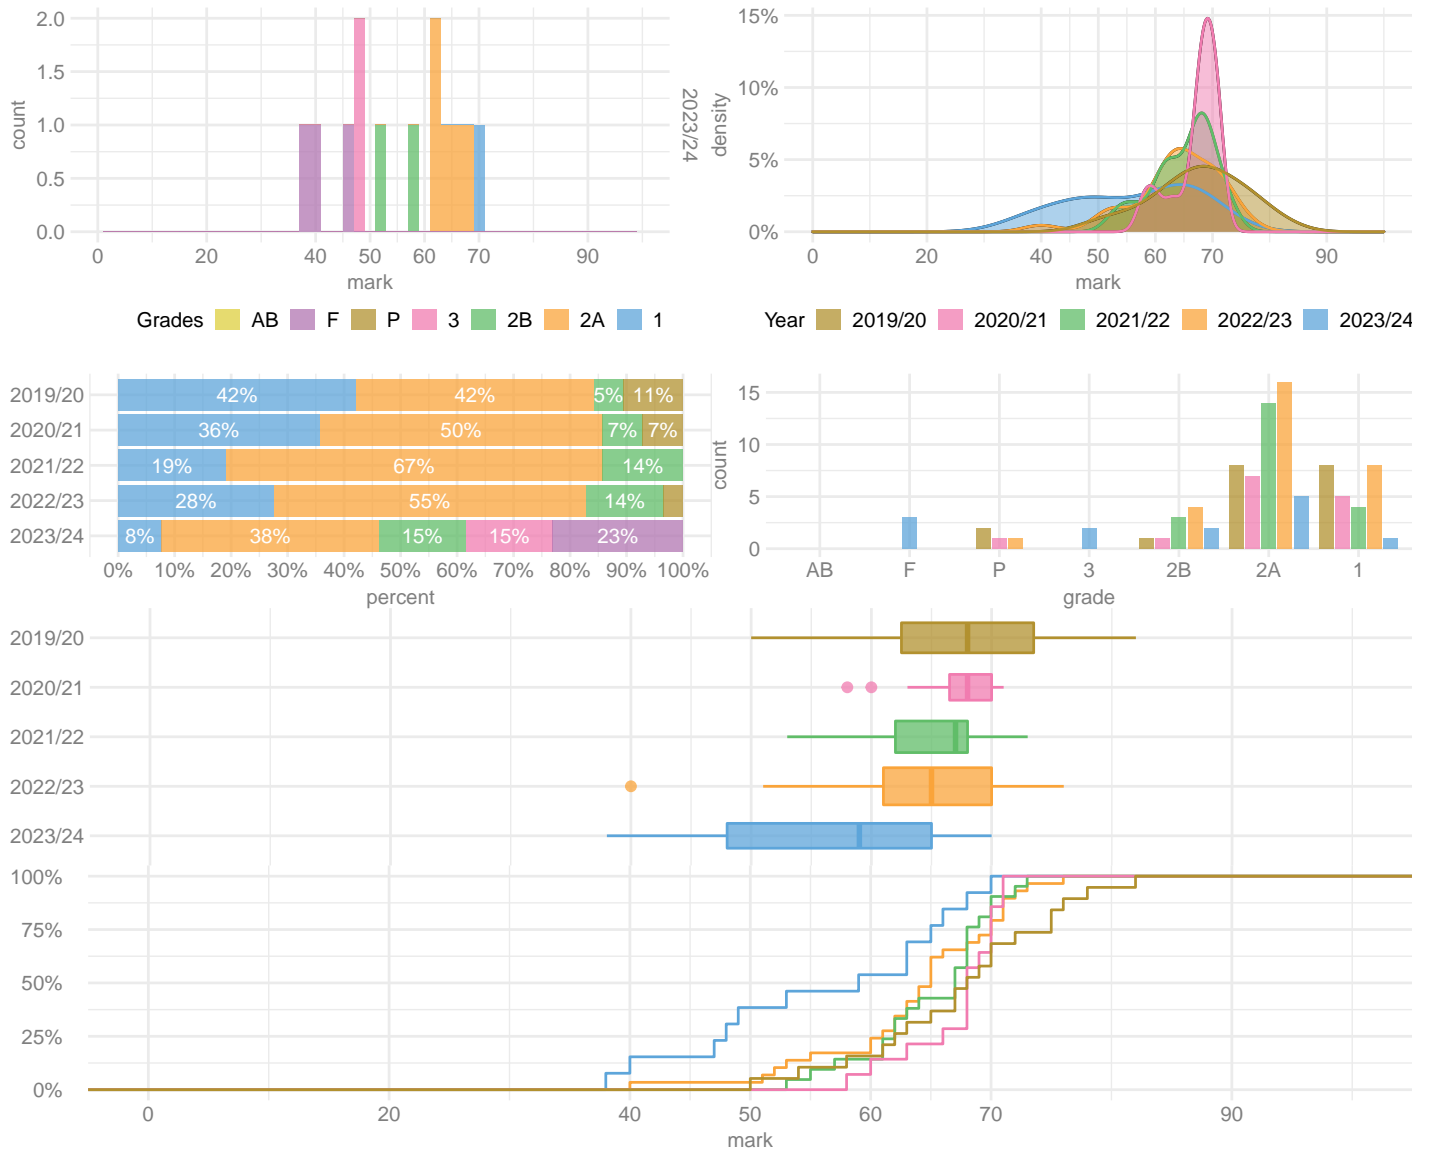 2.0
1.5
1.0
0.5
0.0
count
0 20 40 50 60 70 90
mark
2023/24
15%
10%
5%
0%
density
0 20 40 50 60 70 90
mark
Grades AB F P 3 2B 2A 1
Year 2019/20 2020/21 2021/22 2022/23 2023/24
2019/20 42% 42% 5% 11%
2020/21 36% 50% 7% 7%
2021/22 19% 67% 14%
2022/23 28% 55% 14%
2023/24 8% 38% 15% 15% 23%
0% 10% 20% 30% 40% 50% 60% 70% 80% 90% 100%
percent
15
10
5
0
count
AB F P 3 2B 2A 1
grade
2019/20
2020/21
2021/22
2022/23
2023/24
100%
75%
50%
25%
0%
0 20 40 50 60 70 90
mark